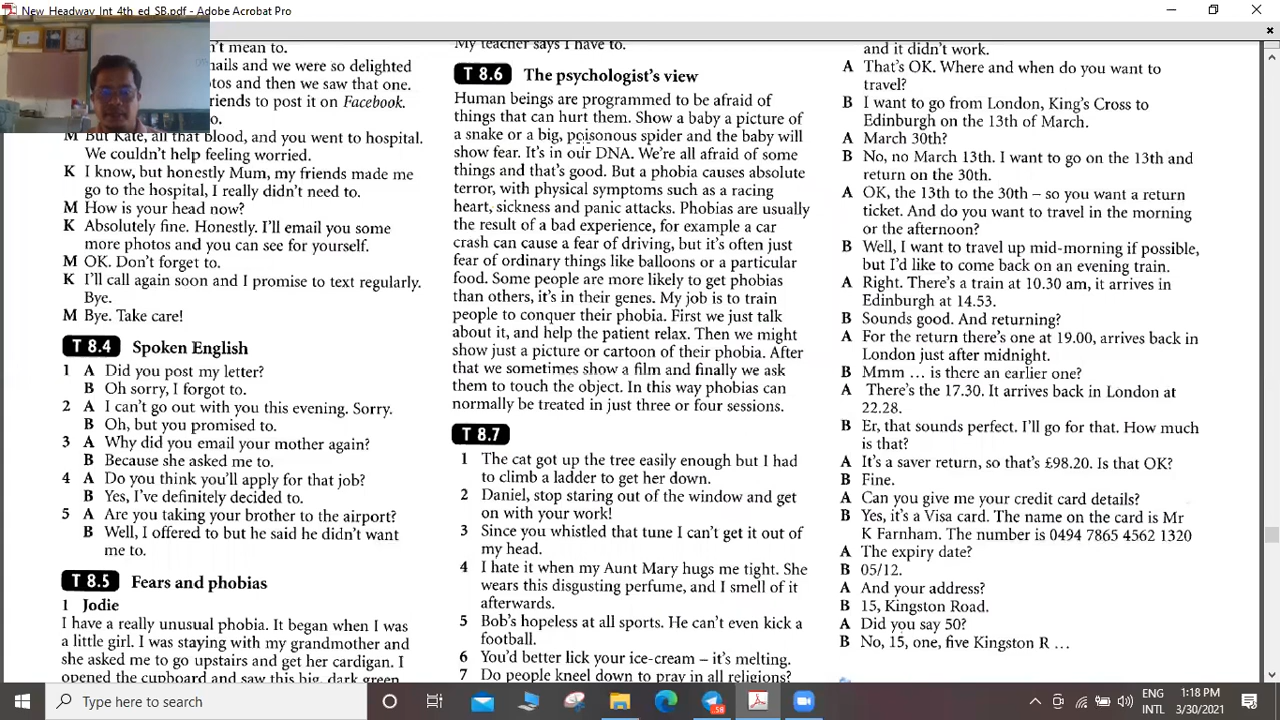 New_Headway_Int_4th_ed_SB.pdf - Adobe Acrobat Pro
n't mean to.
nails and we were so delighted
otos and then we saw that one.
riends to post it on Facebook.
o.
M But Kate, all that blood, and you went to hospital.
We couldn't help feeling worried.
K I know, but honestly Mum, my friends made me
go to the hospital, I really didn't need to.
M How is your head now?
K Absolutely fine. Honestly. I'll email you some
more photos and you can see for yourself.
M OK. Don't forget to.
K I'll call again soon and I promise to text regularly.
Bye.
M Bye. Take care!
T 8.4 Spoken English
1 A Did you post my letter?
B Oh sorry, I forgot to.
2 A I can't go out with you this evening. Sorry.
B Oh, but you promised to.
3 A Why did you email your mother again?
B Because she asked me to.
4 A Do you think you'll apply for that job?
B Yes, I've definitely decided to.
5 A Are you taking your brother to the airport?
B Well, I offered to but he said he didn't want
me to.
T 8.5 Fears and phobias
1 Jodie
I have a really unusual phobia. It began when I was
a little girl. I was staying with my grandmother and
she asked me to go upstairs and get her cardigan. I
opened the cupboard and saw this big, dark green
My teacher says I have to.
T 8.6 The psychologist's view
Human beings are programmed to be afraid of
things that can hurt them. Show a baby a picture of
a snake or a big, poisonous spider and the baby will
show fear. It's in our DNA. We're all afraid of some
things and that's good. But a phobia causes absolute
terror, with physical symptoms such as a racing
heart, sickness and panic attacks. Phobias are usually
the result of a bad experience, for example a car
crash can cause a fear of driving, but it's often just
fear of ordinary things like balloons or a particular
food. Some people are more likely to get phobias
than others, it's in their genes. My job is to train
people to conquer their phobia. First we just talk
about it, and help the patient relax. Then we might
show just a picture or cartoon of their phobia. After
that we sometimes show a film and finally we ask
them to touch the object. In this way phobias can
normally be treated in just three or four sessions.
T 8.7
1 The cat got up the tree easily enough but I had
to climb a ladder to get her down.
2 Daniel, stop staring out of the window and get
on with your work!
3 Since you whistled that tune I can't get it out of
my head.
4 I hate it when my Aunt Mary hugs me tight. She
wears this disgusting perfume, and I smell of it
afterwards.
5 Bob's hopeless at all sports. He can't even kick a
football.
6 You'd better lick your ice-cream – it's melting.
7 Do people kneel down to pray in all religions?
and it didn't work.
A That's OK. Where and when do you want to
travel?
B I want to go from London, King's Cross to
Edinburgh on the 13th of March.
A March 30th?
B No, no March 13th. I want to go on the 13th and
return on the 30th.
A OK, the 13th to the 30th – so you want a return
ticket. And do you want to travel in the morning
or the afternoon?
B Well, I want to travel up mid-morning if possible,
but I'd like to come back on an evening train.
A Right. There's a train at 10.30 am, it arrives in
Edinburgh at 14.53.
B Sounds good. And returning?
A For the return there's one at 19.00, arrives back in
London just after midnight.
B Mmm … is there an earlier one?
A There's the 17.30. It arrives back in London at
22.28.
B Er, that sounds perfect. I'll go for that. How much
is that?
A It's a saver return, so that's £98.20. Is that OK?
B Fine.
A Can you give me your credit card details?
B Yes, it's a Visa card. The name on the card is Mr
K Farnham. The number is 0494 7865 4562 1320
A The expiry date?
B 05/12.
A And your address?
B 15, Kingston Road.
A Did you say 50?
B No, 15, one, five Kingston R …
Type here to search
ENG
INTL
1:18 PM
3/30/2021